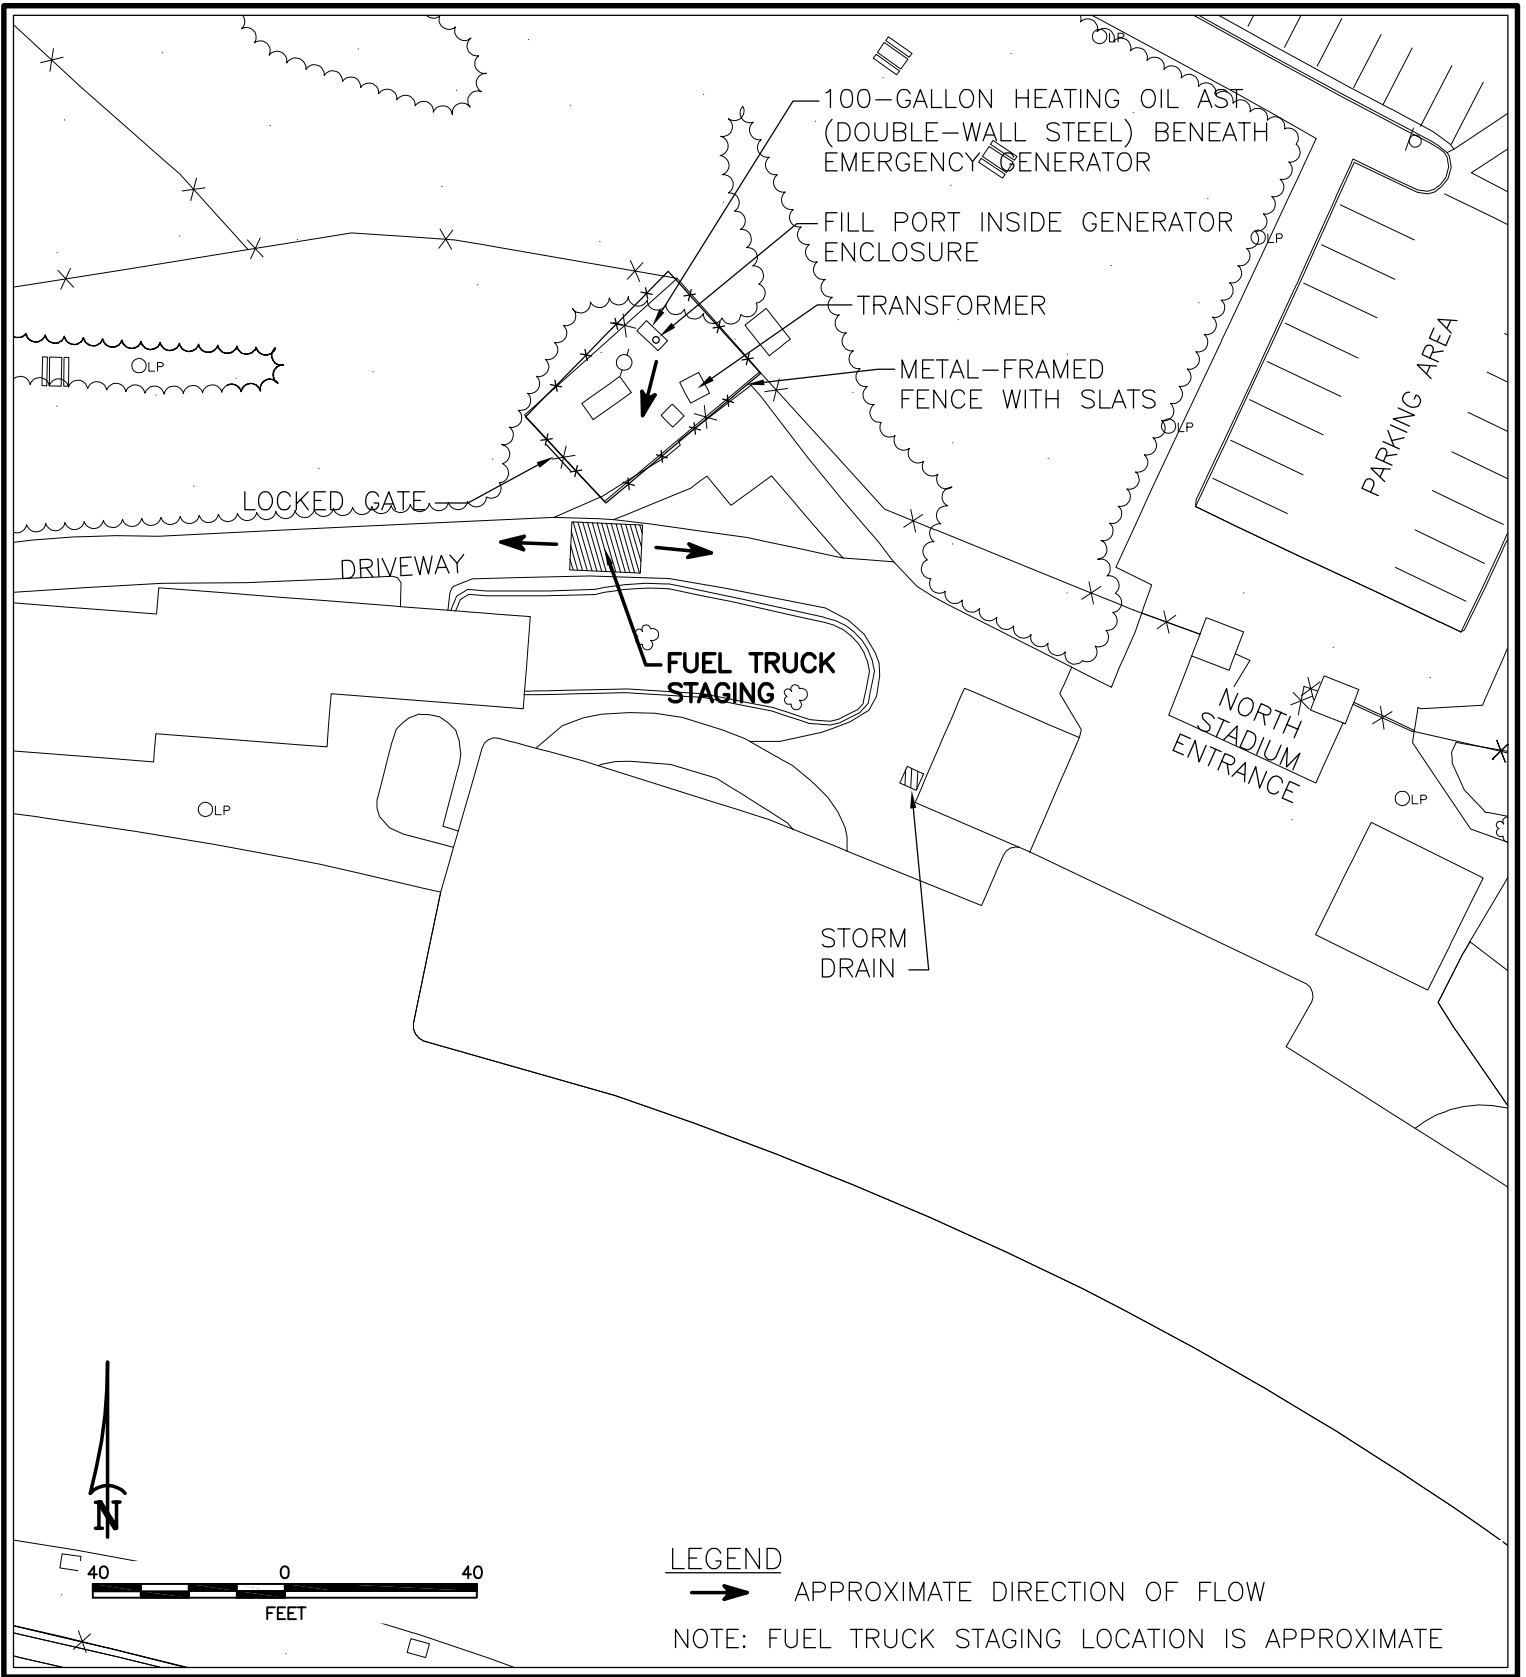 LP
100-GALLON HEATING OIL AST
(DOUBLE-WALL STEEL) BENEATH
EMERGENCY GENERATOR
FILL PORT INSIDE GENERATOR
ENCLOSURE
LP
TRANSFORMER
LP
METAL-FRAMED
FENCE WITH SLATS
PARKING AREA
LP
LOCKED GATE
DRIVEWAY
FUEL TRUCK
STAGING
NORTH
STADIUM
ENTRANCE
LP
LP
STORM
DRAIN
N
40 0 40
FEET
LEGEND
APPROXIMATE DIRECTION OF FLOW
NOTE: FUEL TRUCK STAGING LOCATION IS APPROXIMATE